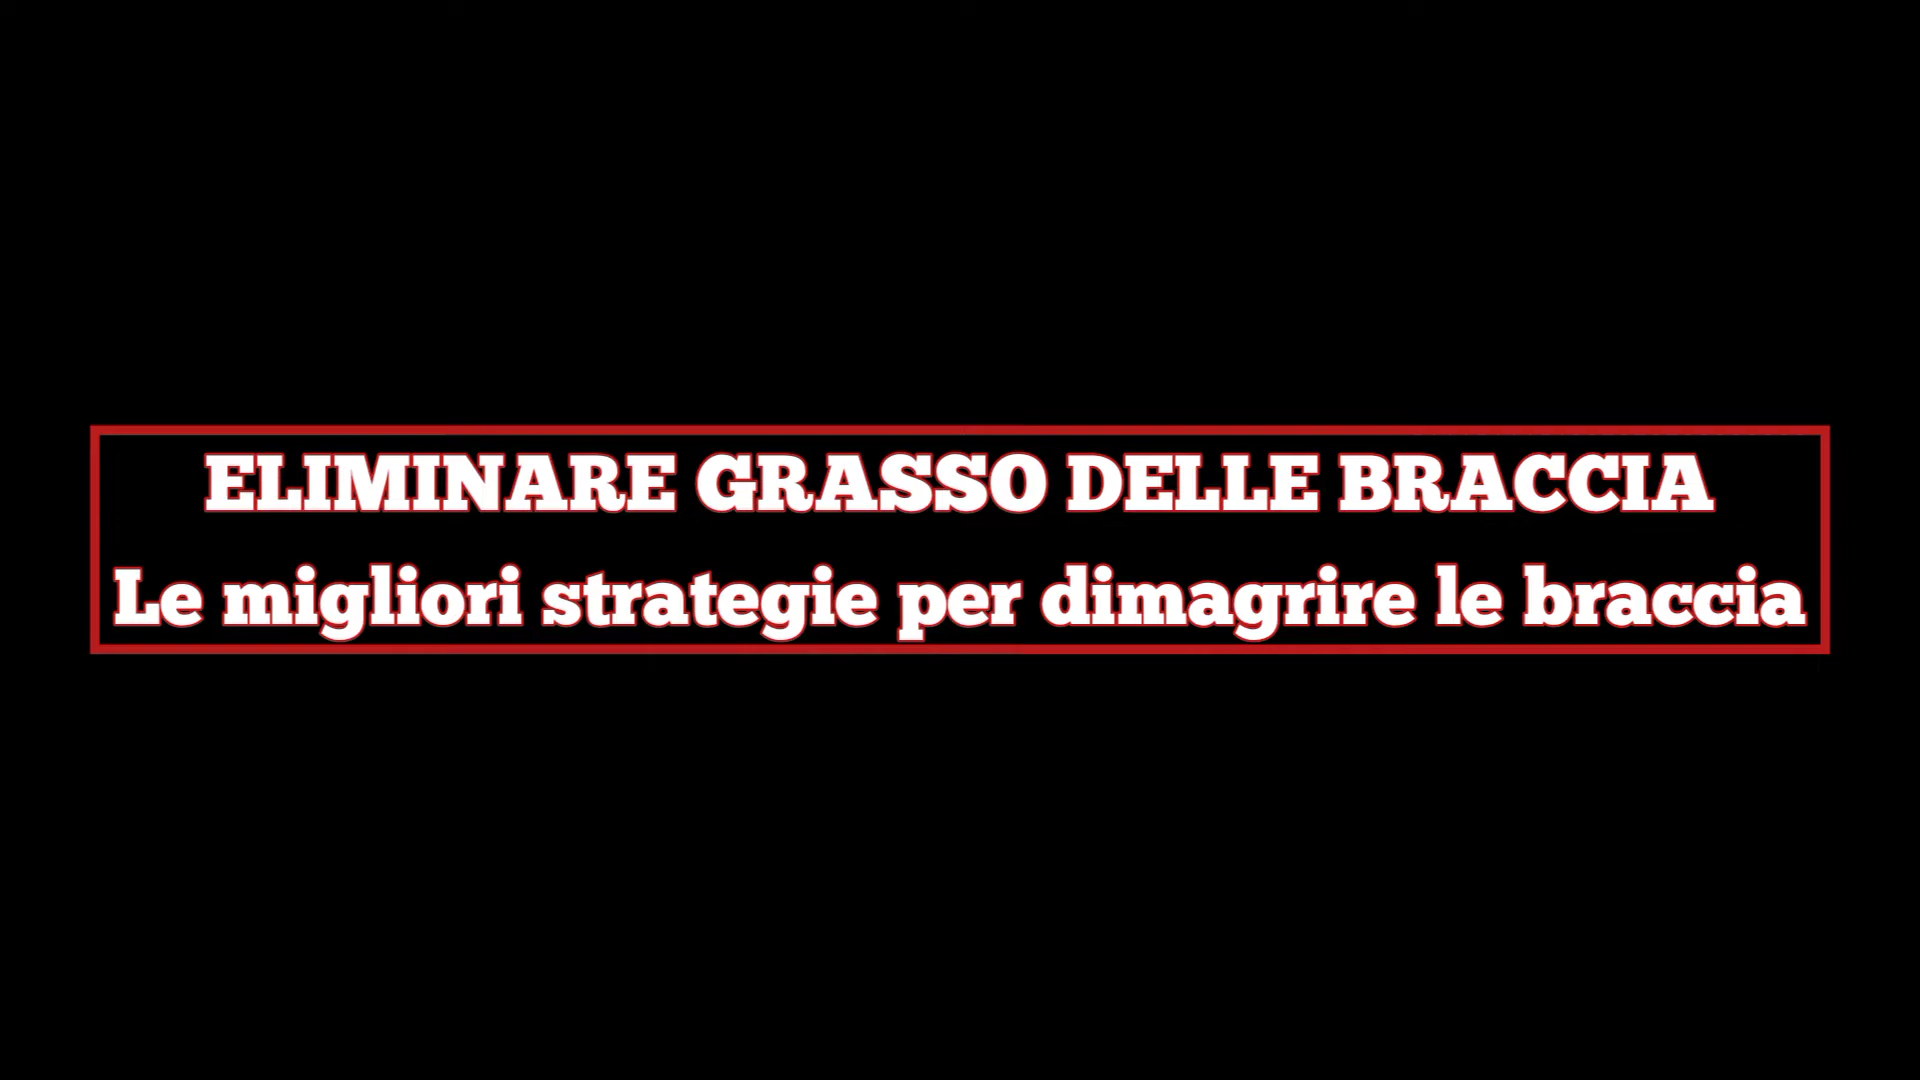 ELIMINARE GRASSO DELLE BRACCIA
Le migliori strategie per dimagrire le braccia